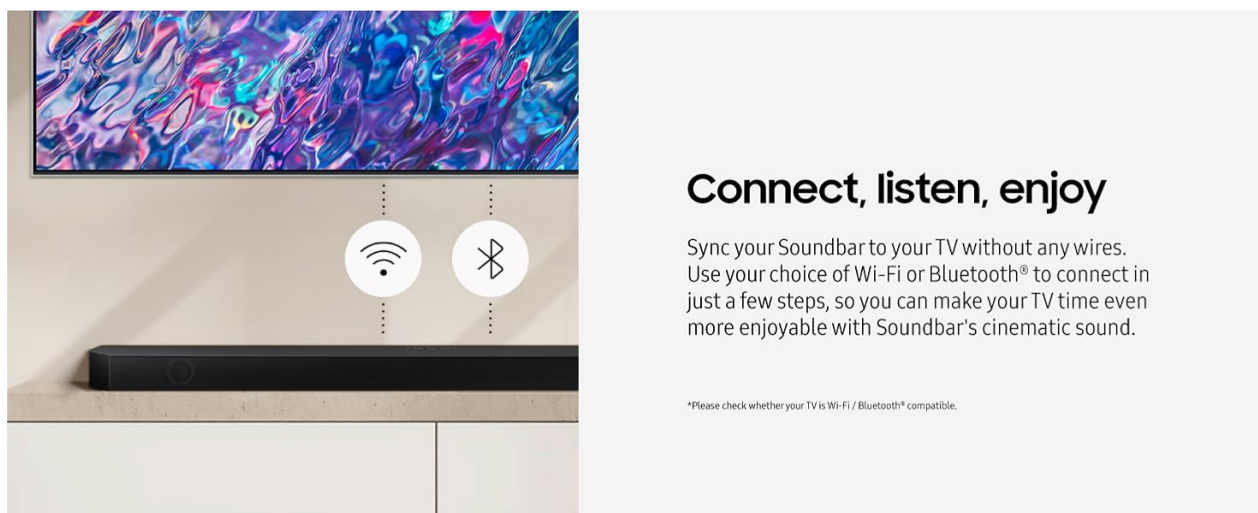 Connect, listen, enjoy
Sync your Soundbar to your TV without any wires.
Use your choice of Wi-Fi or Bluetooth® to connect in
just a few steps, so you can make your TV time even
more enjoyable with Soundbar's cinematic sound.
*Please check whether your TV is Wi-Fi / Bluetooth® compatible.